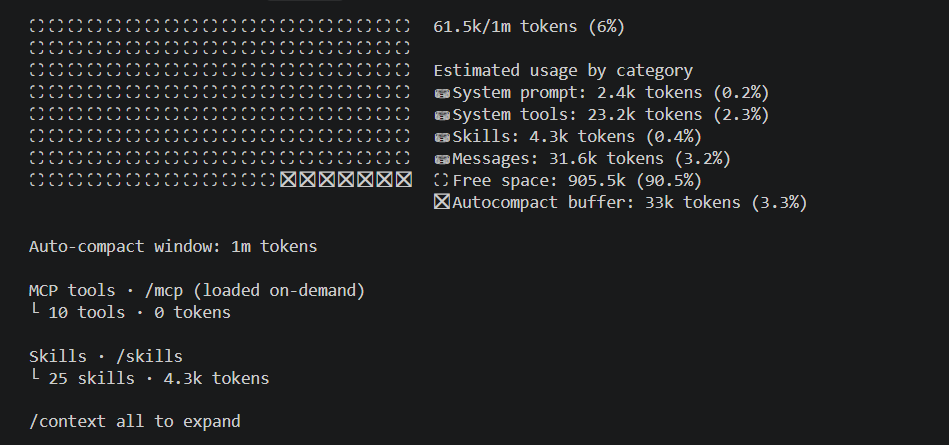 61.5k/1m tokens (6%)
Estimated usage by category
System prompt: 2.4k tokens (0.2%)
System tools: 23.2k tokens (2.3%)
Skills: 4.3k tokens (0.4%)
Messages: 31.6k tokens (3.2%)
Free space: 905.5k (90.5%)
Autocompact buffer: 33k tokens (3.3%)
Auto-compact window: 1m tokens
MCP tools · /mcp (loaded on-demand)
└ 10 tools · 0 tokens
Skills · /skills
└ 25 skills · 4.3k tokens
/context all to expand